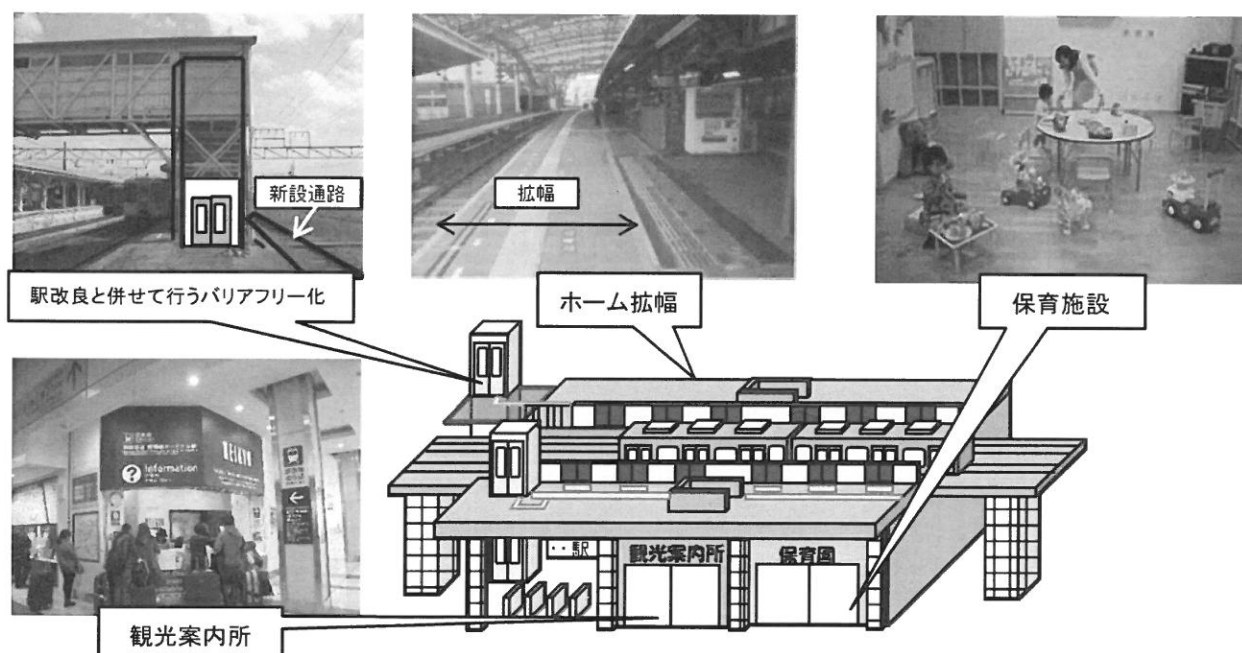 新設通路
拡幅
駅改良と併せて行うバリアフリー化
ホーム拡幅
保育施設
Information
?
・・駅
観光案内所
保育園
観光案内所